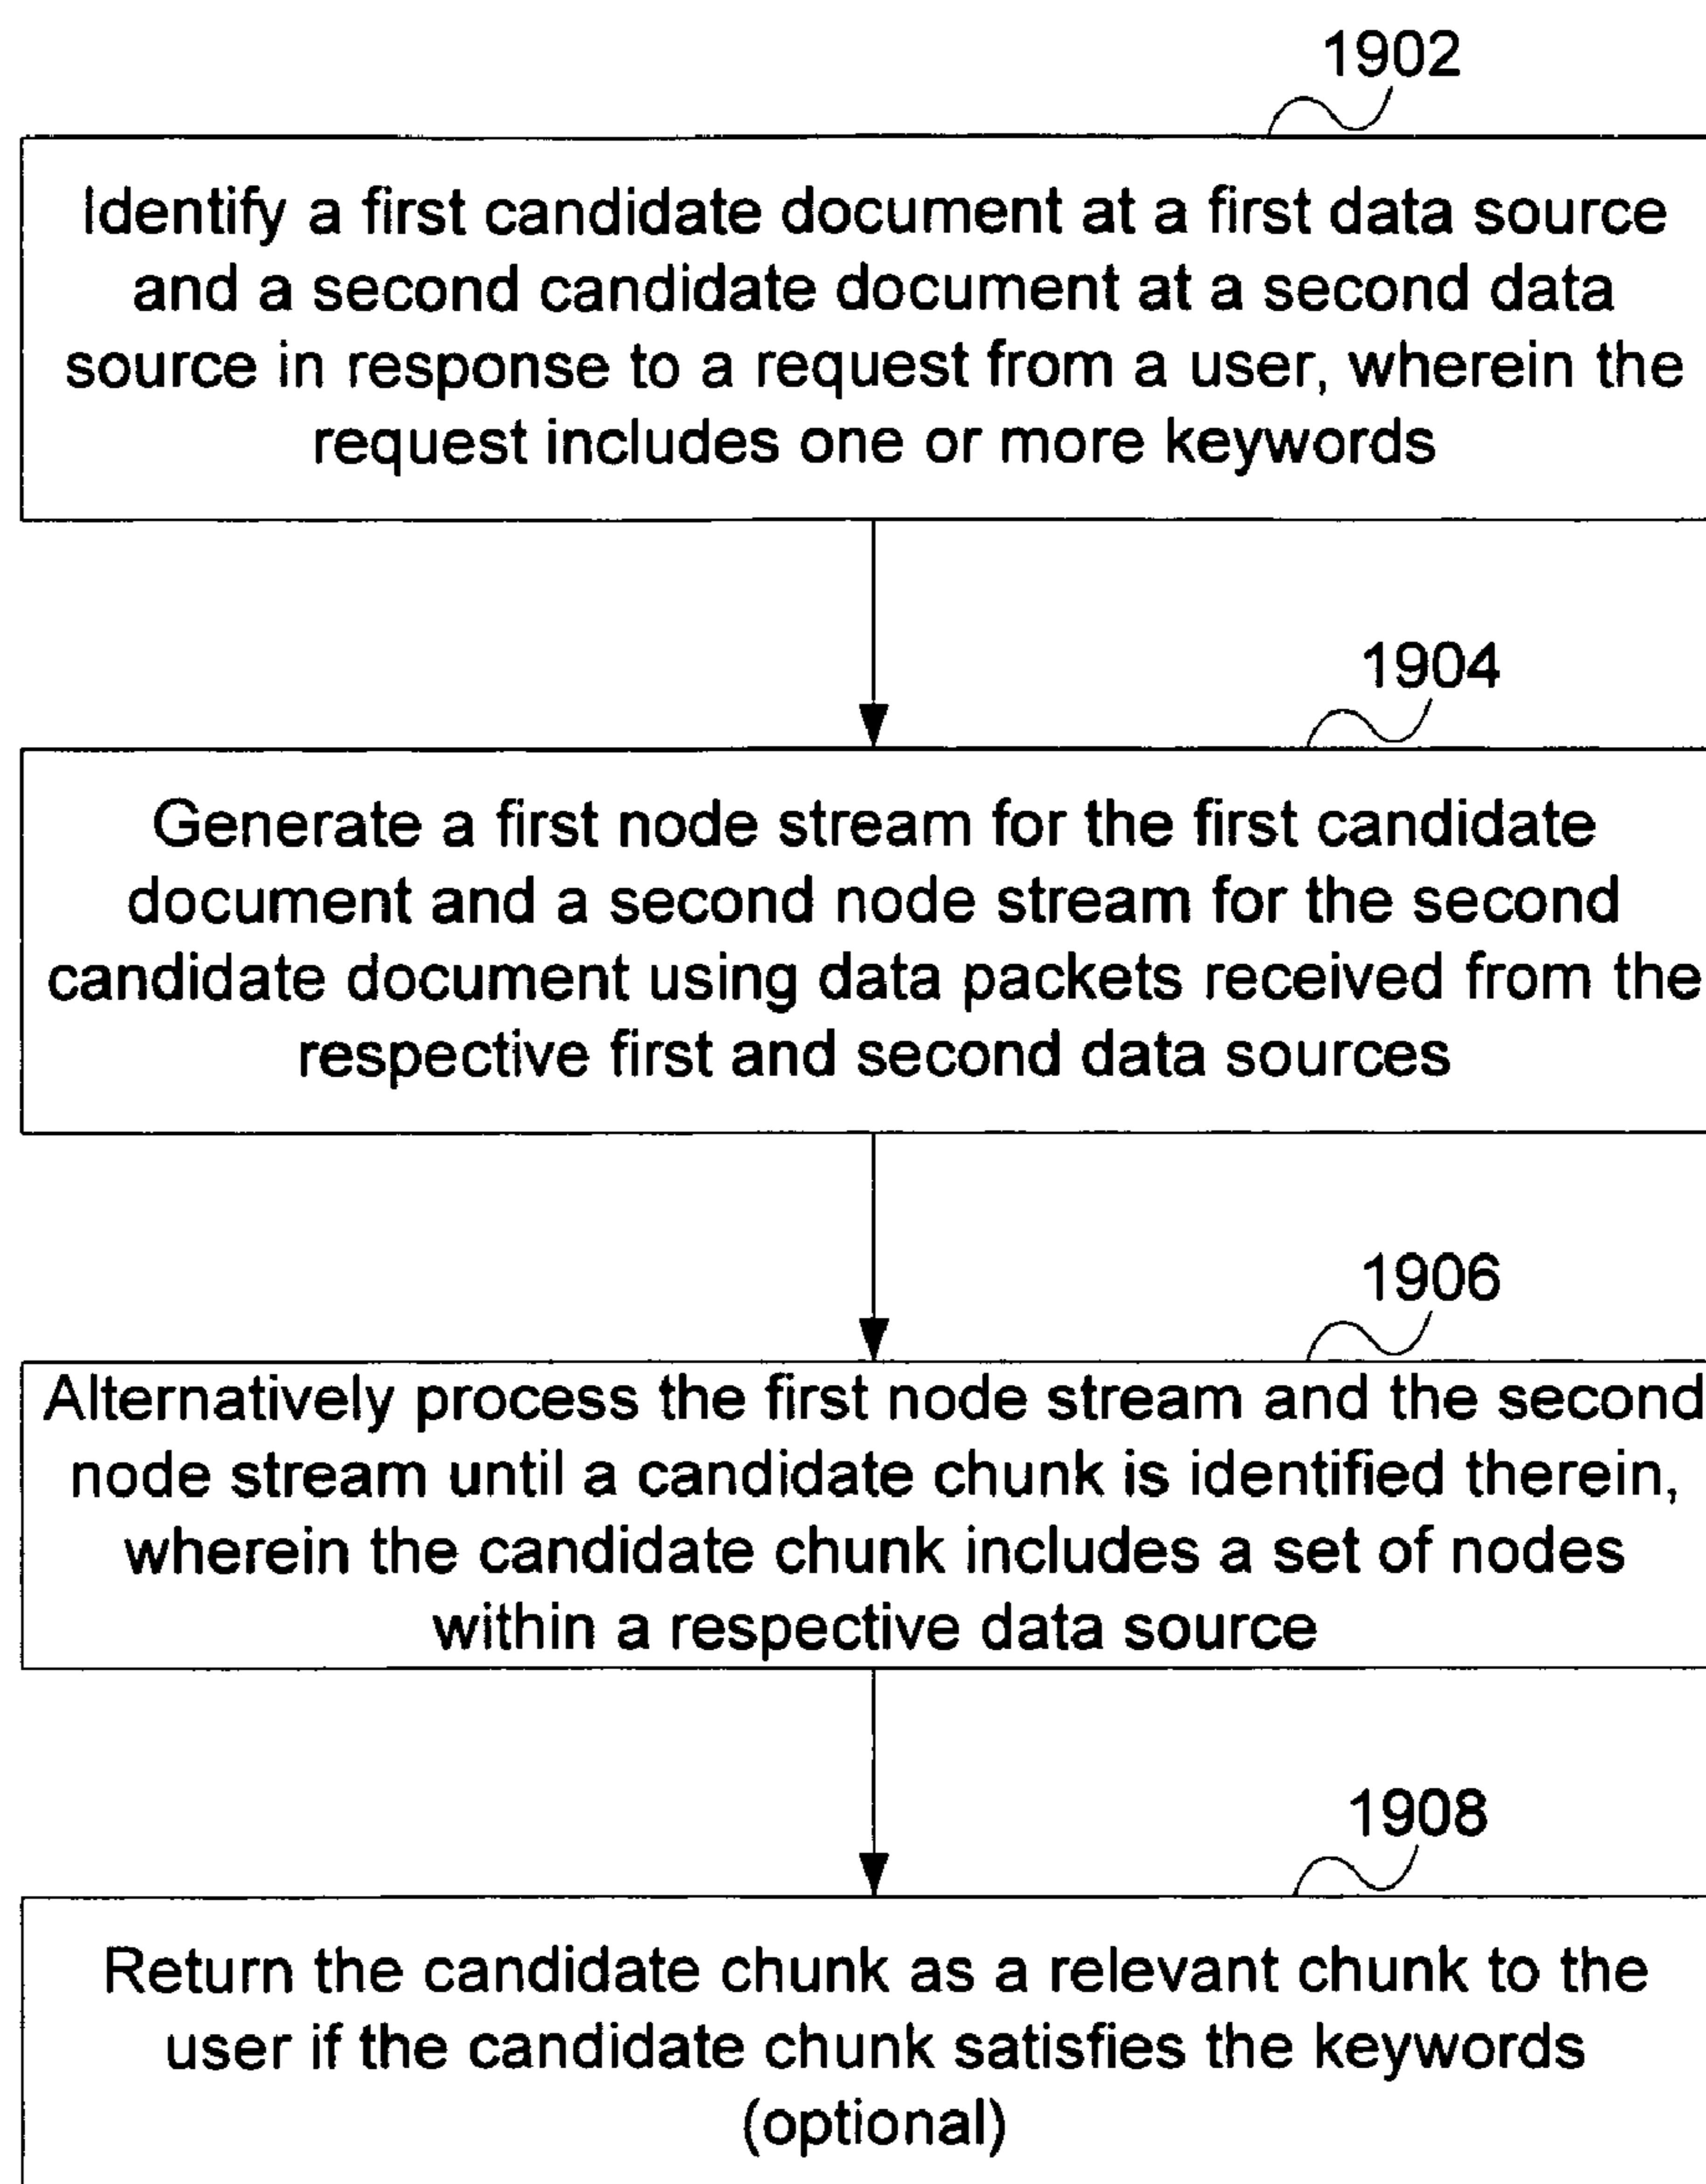 1902
Identify a first candidate document at a first data source
and a second candidate document at a second data
source in response to a request from a user, wherein the
request includes one or more keywords
1904
Generate a first node stream for the first candidate
document and a second node stream for the second
candidate document using data packets received from the
respective first and second data sources
1906
Alternatively process the first node stream and the second
node stream until a candidate chunk is identified therein,
wherein the candidate chunk includes a set of nodes
within a respective data source
1908
Return the candidate chunk as a relevant chunk to the
user if the candidate chunk satisfies the keywords
(optional)